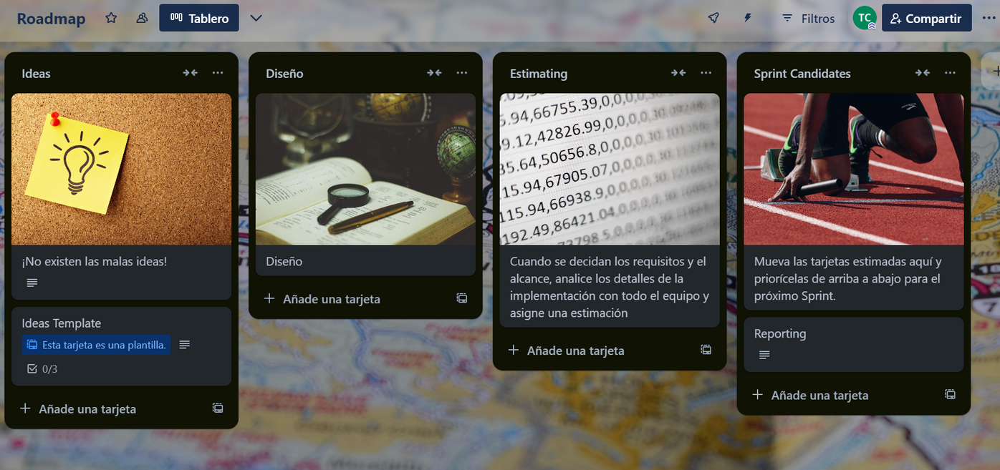 Roadmap
Tablero
Filtros
TC
Compartir
Ideas
¡No existen las malas ideas!
Ideas Template
Esta tarjeta es una plantilla.
0/3
Añade una tarjeta
Diseño
Diseño
Añade una tarjeta
Estimating
5.94,66755.39,0,0,0,0,30
9.12,42826.99,0,0,0,30
35.64,50656.8,0,0,0,30
115.94,67905.07,0,0,0,30
115.94,66938.9,0,0,0,0
192.49,86421.04,0,0,0
Cuando se decidan los requisitos y el
alcance, analice los detalles de la
implementación con todo el equipo y
asigne una estimación
Añade una tarjeta
Sprint Candidates
Mueva las tarjetas estimadas aquí y
priorícelas de arriba a abajo para el
próximo Sprint.
Reporting
Añade una tarjeta